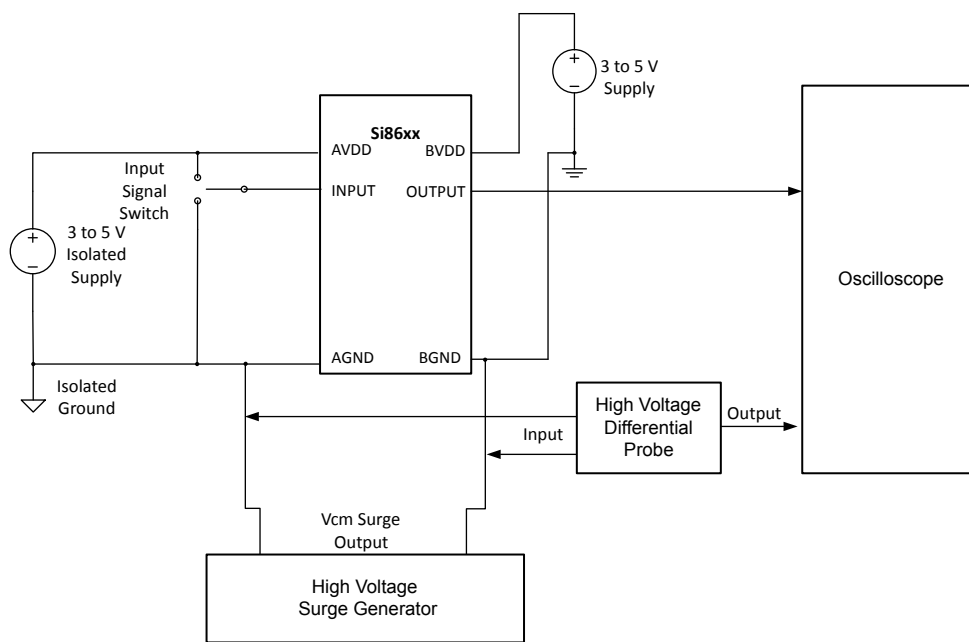 3 to 5 V
Supply
Si86xx
AVDD
BVDD
Input
Signal
Switch
INPUT
OUTPUT
3 to 5 V
Isolated
Supply
Oscilloscope
AGND
BGND
Isolated
Ground
High Voltage
Differential
Probe
Input
Output
Vcm Surge
Output
High Voltage
Surge Generator